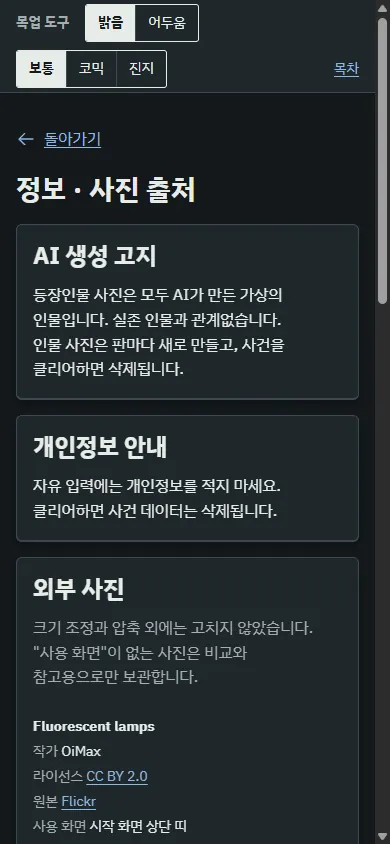 목업 도구 밝음 어두움
보통 코믹 진지 목차
← 돌아가기
정보 · 사진 출처
AI 생성 고지
등장인물 사진은 모두 AI가 만든 가상의
인물입니다. 실존 인물과 관계없습니다.
인물 사진은 판마다 새로 만들고, 사건을
클리어하면 삭제됩니다.
개인정보 안내
자유 입력에는 개인정보를 적지 마세요.
클리어하면 사건 데이터는 삭제됩니다.
외부 사진
크기 조정과 압축 외에는 고치지 않았습니다.
"사용 화면"이 없는 사진은 비교와
참고용으로만 보관합니다.
Fluorescent lamps
작가 OiMax
라이선스 CC BY 2.0
원본 Flickr
사용 화면 시작 화면 상단 띠